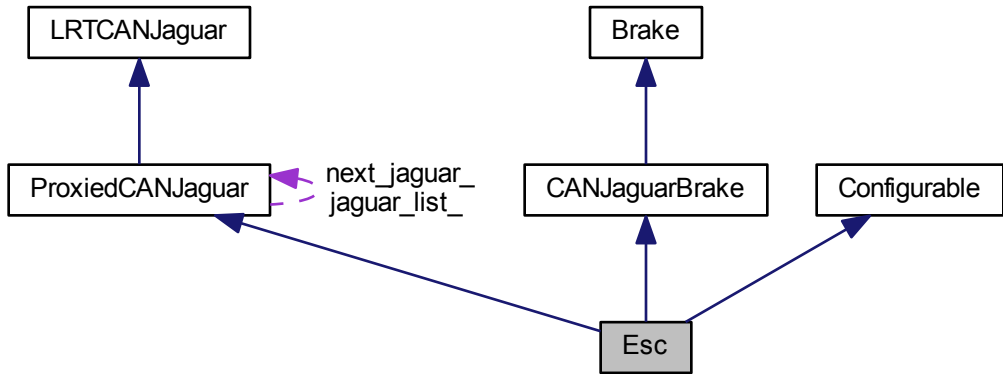 LRTCANJaguar
Brake
ProxiedCANJaguar
next_jaguar_
jaguar_list_
CANJaguarBrake
Configurable
Esc